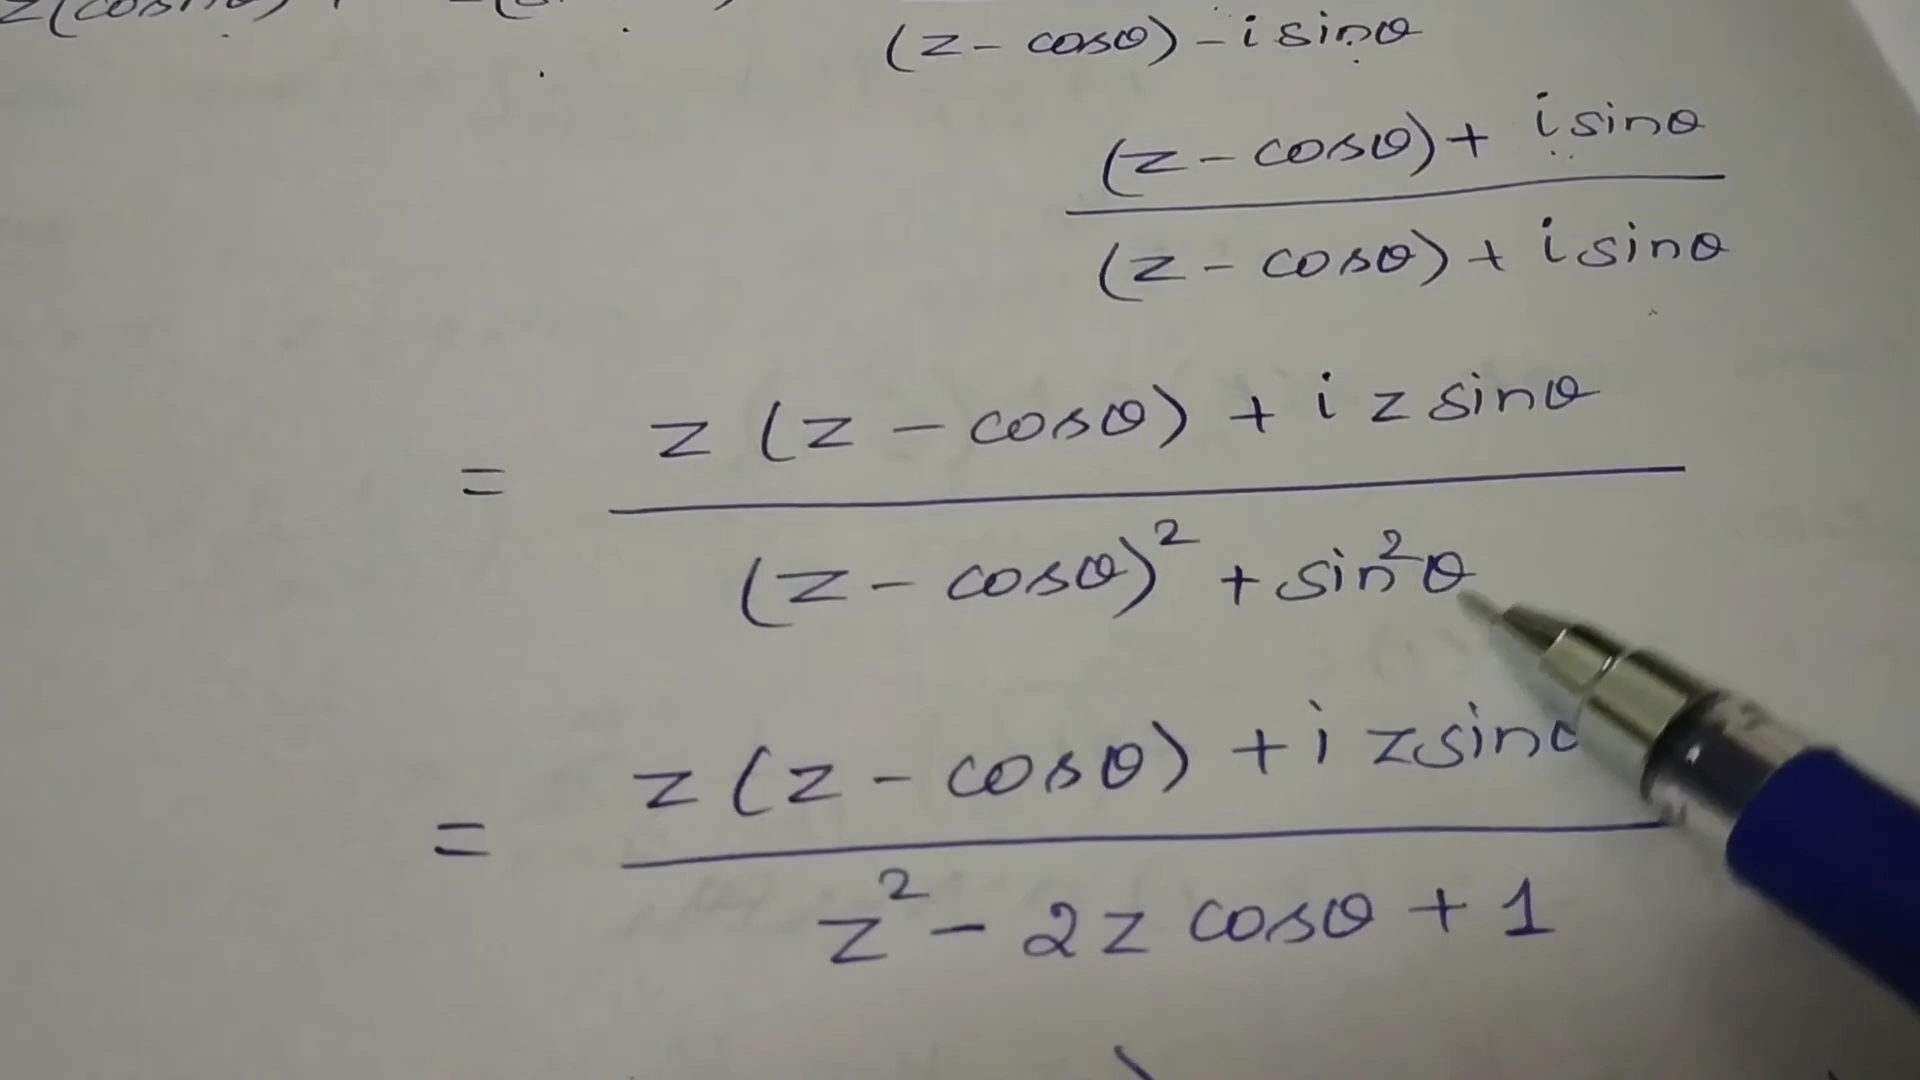 (z - cosθ) - i sinθ
(z - cosθ) + i sinθ
(z - cosθ) + i sinθ
= z (z - cosθ) + i z sinθ
(z - cosθ)² + sin²θ
= z (z - cosθ) + i z sinθ
z² - 2z cosθ + 1